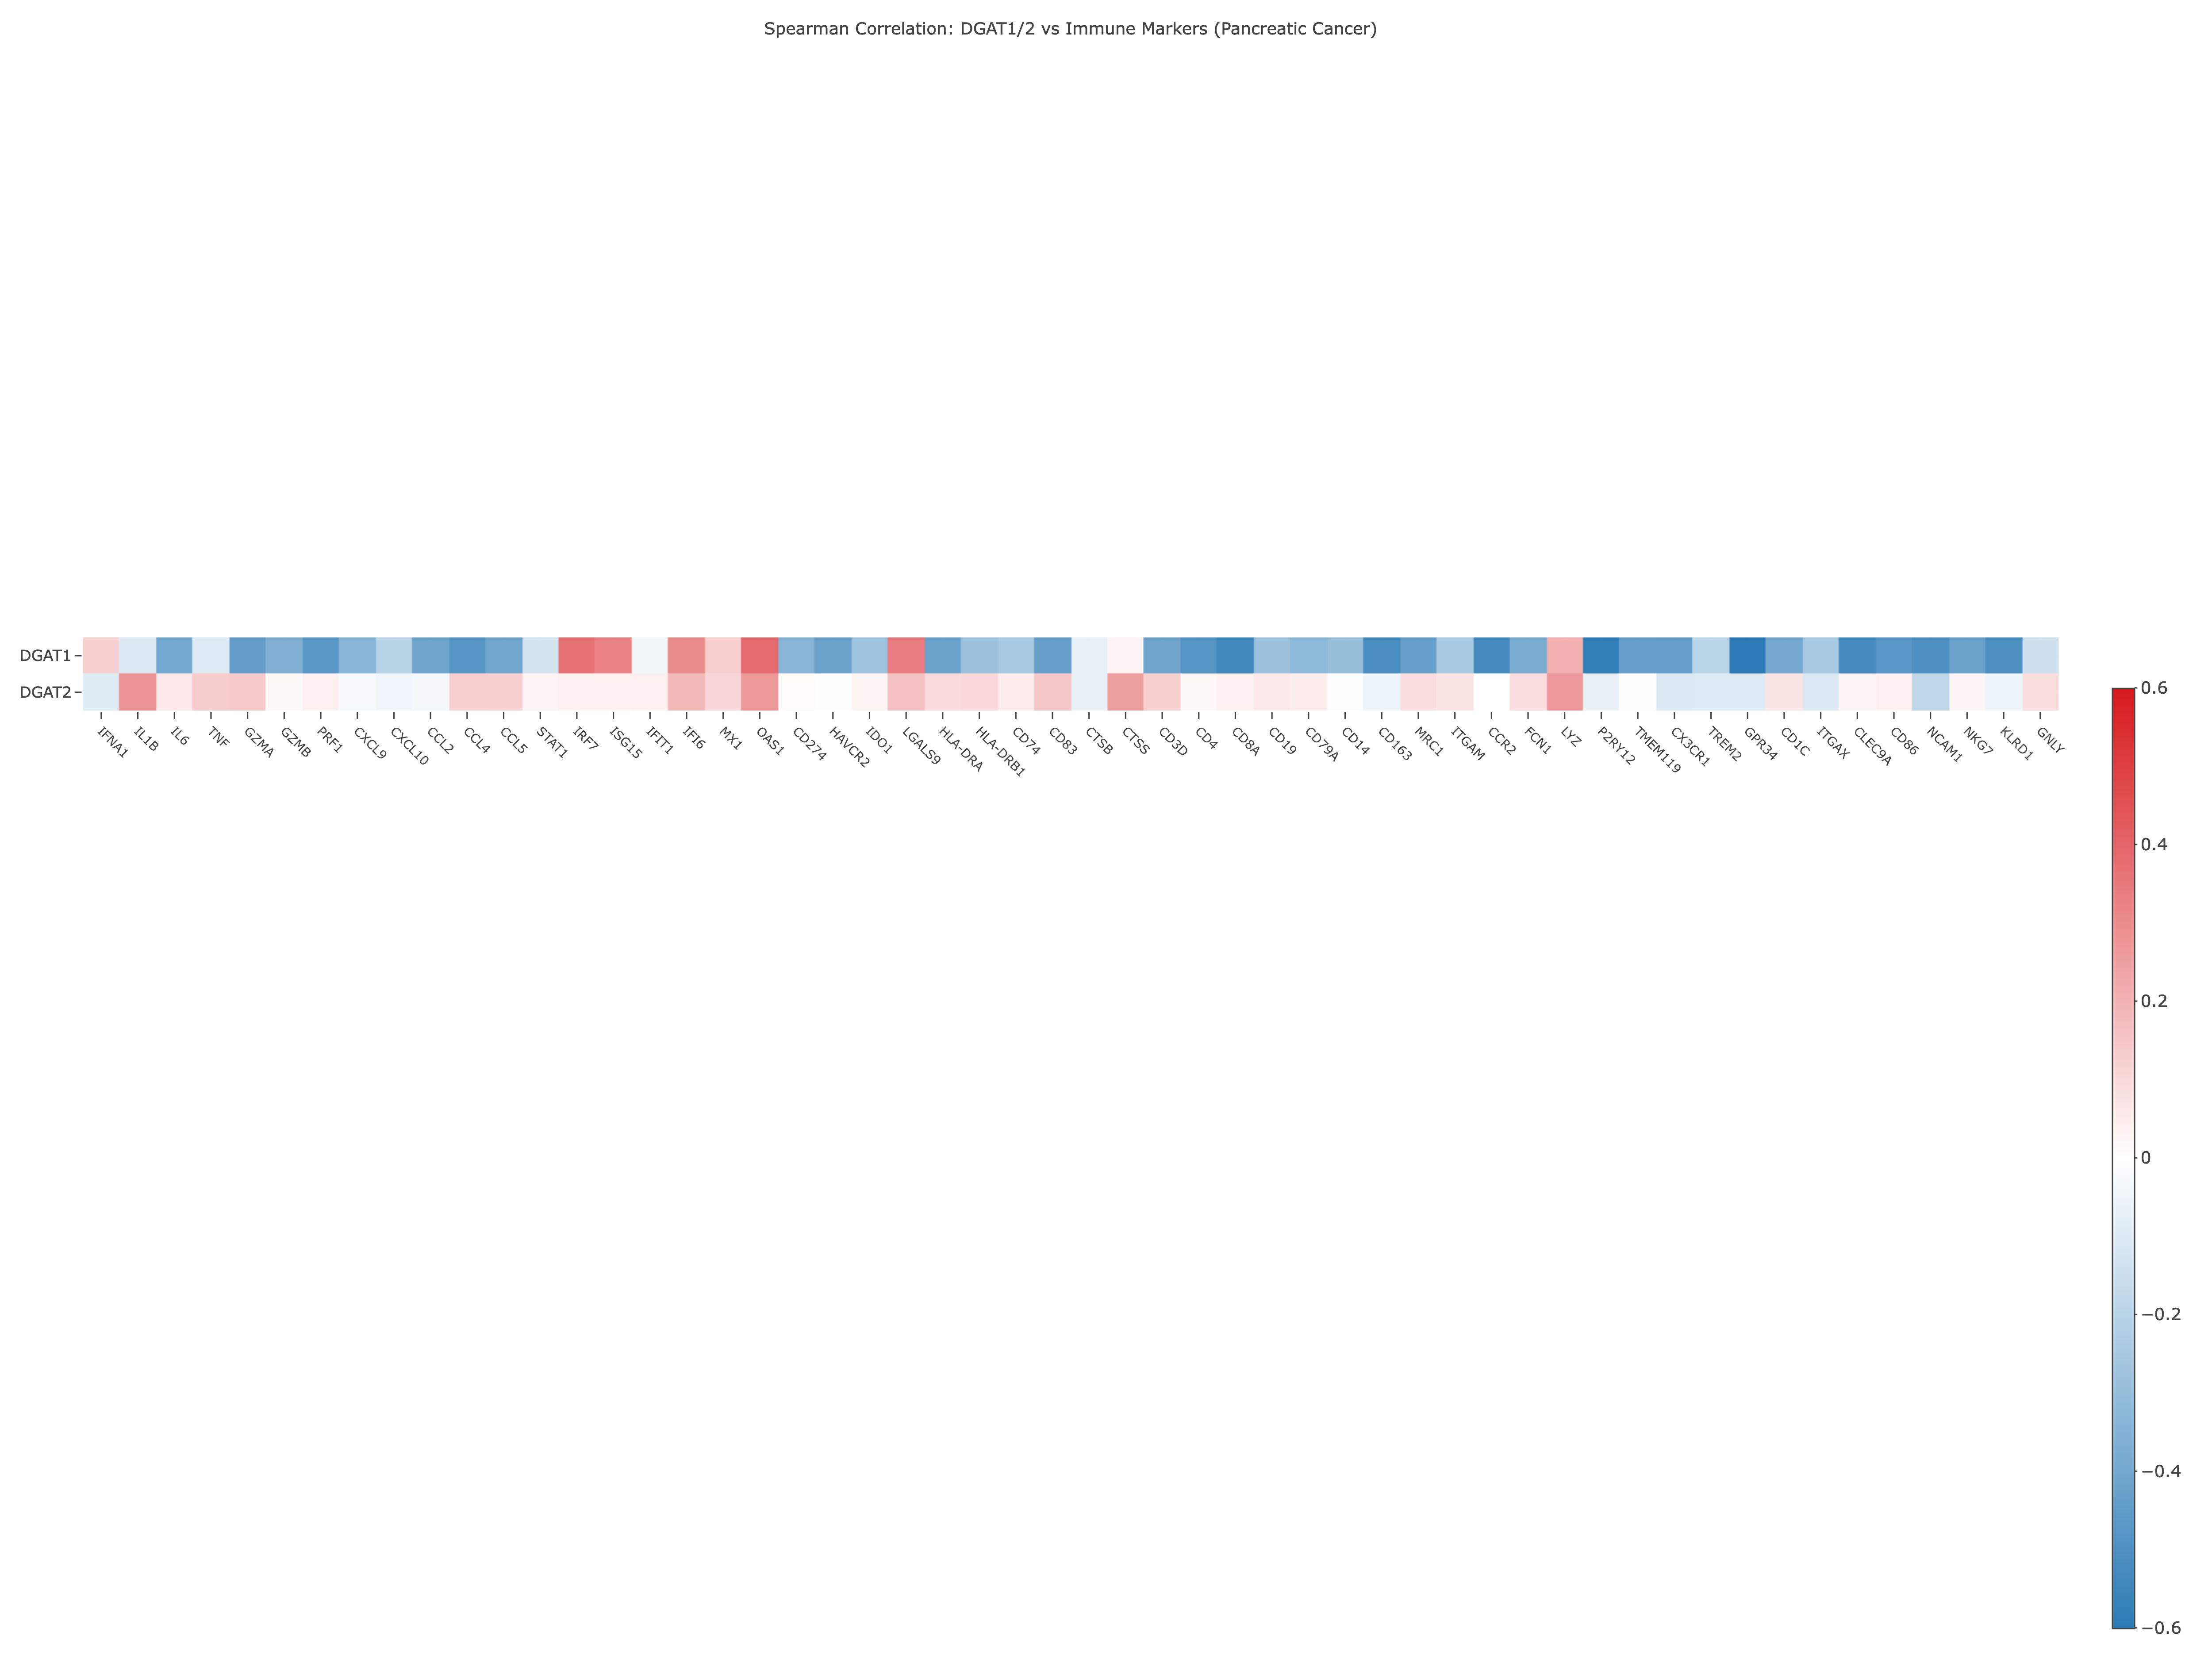 Spearman Correlation: DGAT1/2 vs Immune Markers (Pancreatic Cancer)
DGAT1
DGAT2
IFNA1
IL1B
IL6
TNF
GZMA
GZMB
PRF1
CXCL9
CXCL10
CCL2
CCL4
CCL5
STAT1
IRF7
ISG15
IFIT1
IFI6
MX1
OAS1
CD274
HAVCR2
IDO1
LGALS9
HLA-DRA
HLA-DRB1
CD74
CD83
CTSB
CTSS
CD3D
CD4
CD8A
CD19
CD79A
CD14
CD163
MRC1
ITGAM
CCR2
FCN1
LYZ
P2RY12
TMEM119
CX3CR1
TREM2
GPR34
CD1C
ITGAX
CLEC9A
CD86
NCAM1
NKG7
KLRD1
GNLY
0.6
0.4
0.2
0
−0.2
−0.4
−0.6